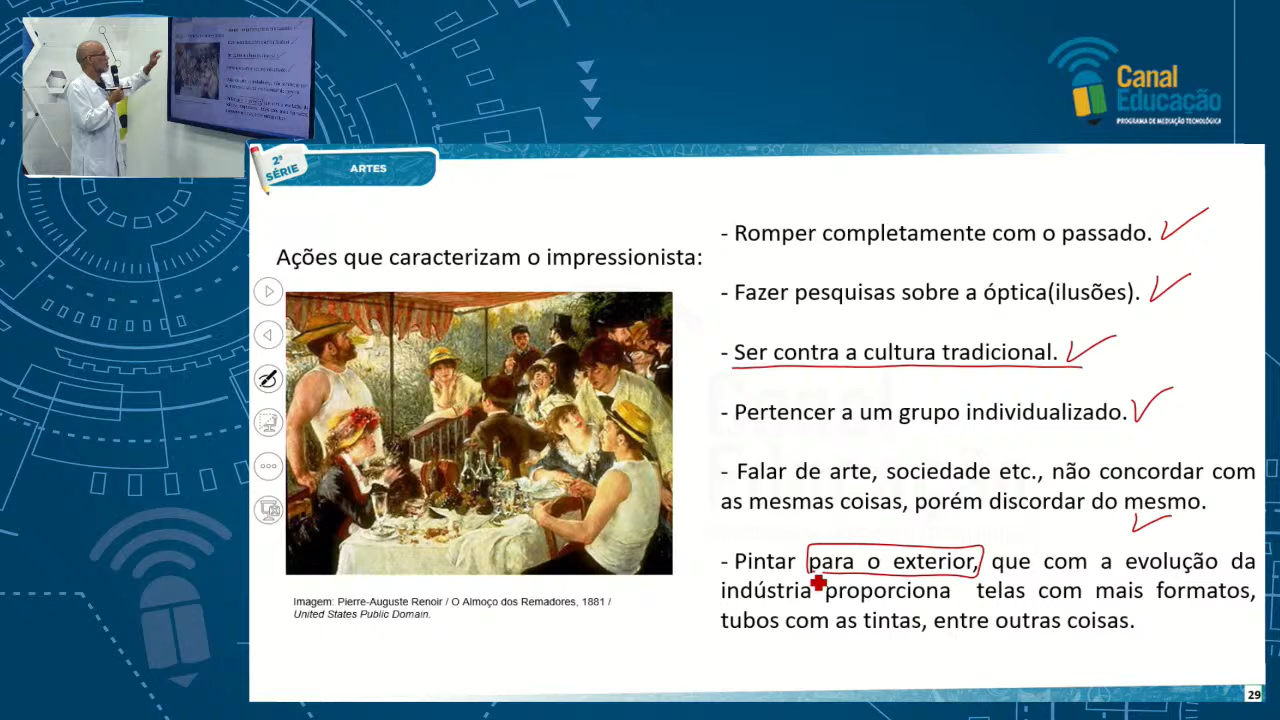 Canal
Educação
PROGRAMA DE MEDIAÇÃO TECNOLÓGICA
2ª
SÉRIE
ARTES
Ações que caracterizam o impressionista:
Imagem: Pierre-Auguste Renoir / O Almoço dos Remadores, 1881 /
United States Public Domain.
- Romper completamente com o passado.
- Fazer pesquisas sobre a óptica(ilusões).
- Ser contra a cultura tradicional.
- Pertencer a um grupo individualizado.
- Falar de arte, sociedade etc., não concordar com
as mesmas coisas, porém discordar do mesmo.
- Pintar para o exterior, que com a evolução da
indústria proporciona telas com mais formatos,
tubos com as tintas, entre outras coisas.
29